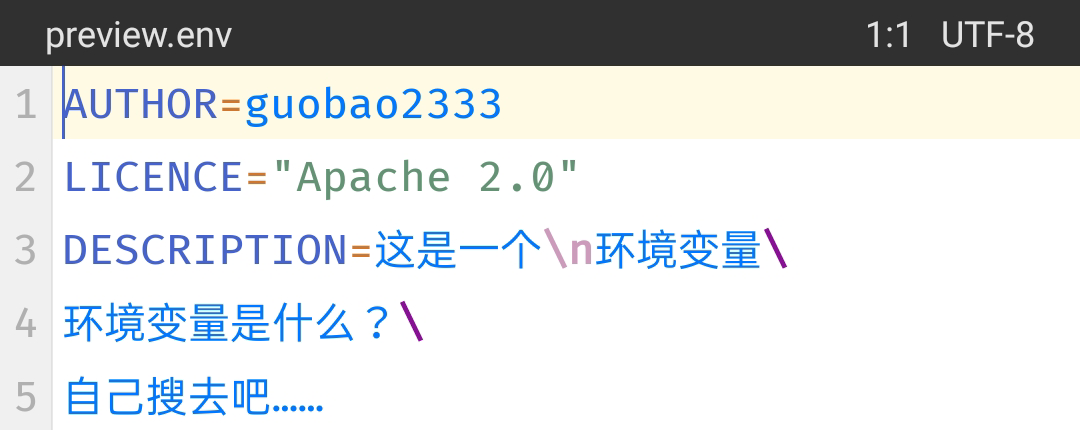 preview.env 1:1 UTF-8
1 AUTHOR=guobao2333
2 LICENCE="Apache 2.0"
3 DESCRIPTION=这是一个\n环境变量\
4 环境变量是什么？\
5 自己搜去吧……